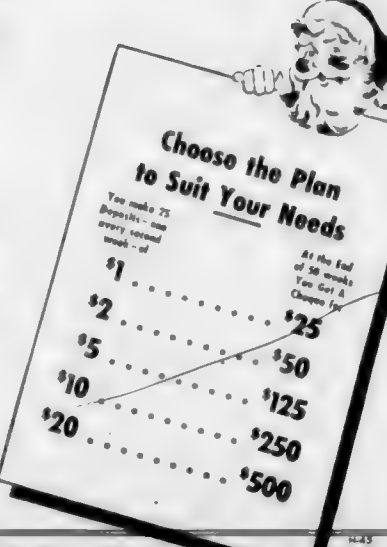 Choose the Plan
to Suit Your Needs
You make 25
Deposits - one
every second
week - of
At the End
of 50 weeks
You Get A
Cheque for
$1 . . . . . . . . $25
$2 . . . . . . . . $50
$5 . . . . . . . . $125
$10 . . . . . . . . $250
$20 . . . . . . . . $500